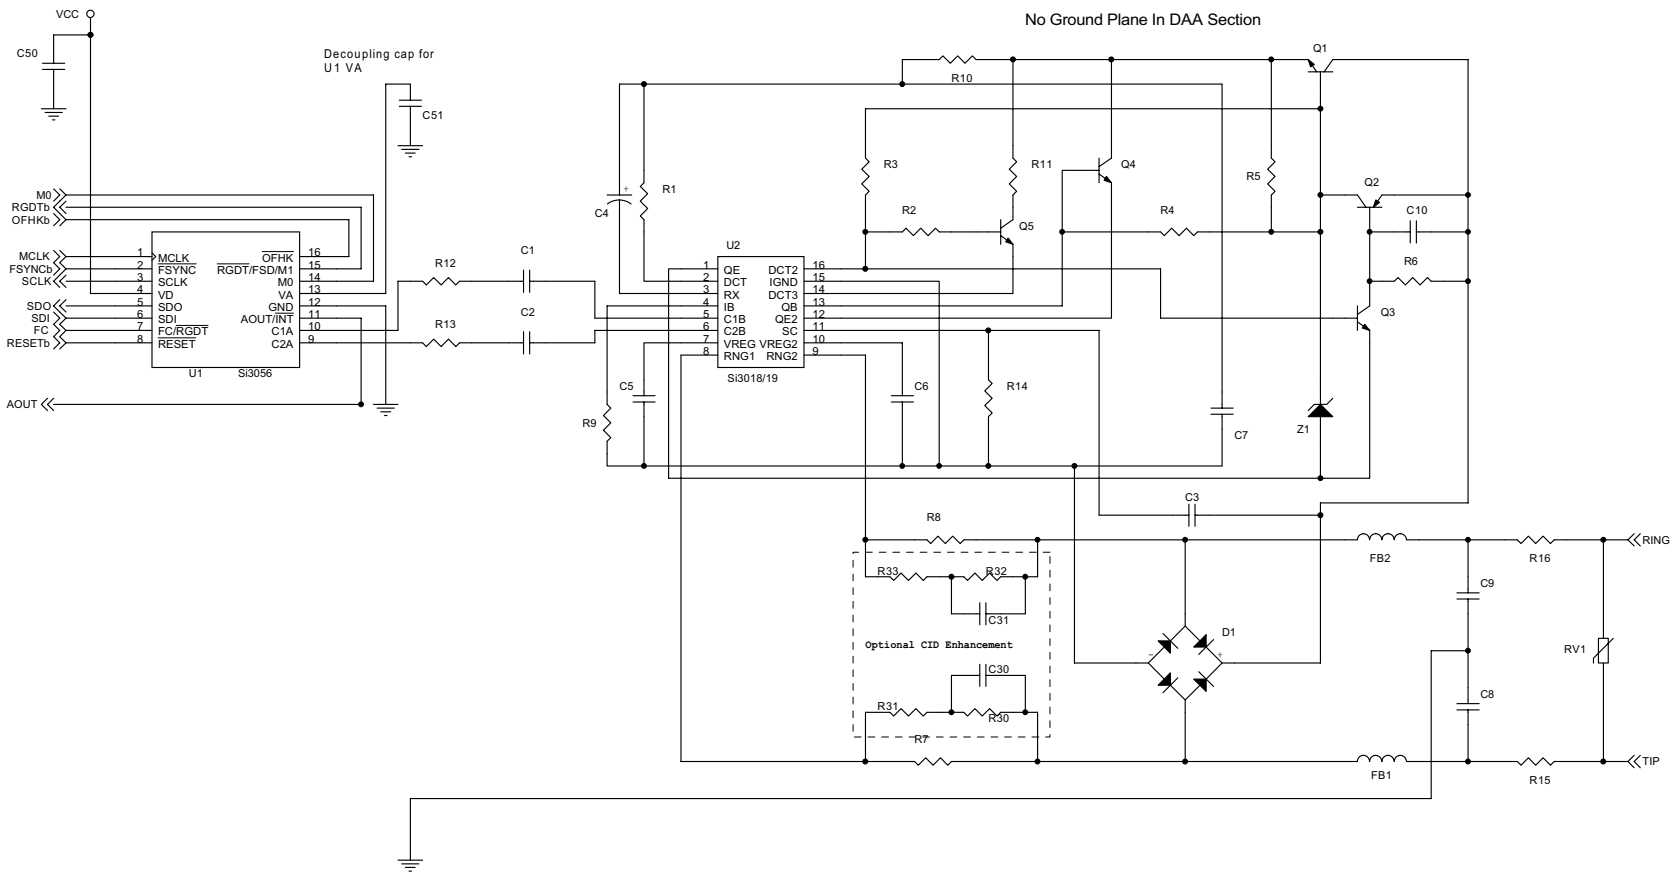 No Ground Plane In DAA Section
VCC
C50
Decoupling cap for
U1 VA
C51
Q1
R10
R3
R11
Q4
R5
Q2
M0
RGDTb
OFHKb
R1
C4
R2
Q5
R4
C10
R6
Q3
MCLK
FSYNCb
SCLK
SDO
SDI
FC
RESETb
1 MCLK
2 FSYNC
3 SCLK
4 VD
5 SDO
6 SDI
7 FC/RGDT
8 RESET
OFHK 16
RGDT/FSD/M1 15
M0 14
VA 13
GND 12
AOUT/INT 11
C1A 10
C2A 9
U1 Si3056
AOUT
R12
C1
R13
C2
U2
1 QE
2 DCT
3 RX
4 IB
5 C1B
6 C2B
7 VREG
8 RNG1
DCT2 16
IGND 15
DCT3 14
QB 13
QE2 12
SC 11
VREG2 10
RNG2 9
Si3018/19
C5
R9
C6
R14
C7
Z1
C3
R8
R33
R32
C31
Optional CID Enhancement
C30
R31
R30
R7
D1
- +
FB2
R16
RING
C9
RV1
C8
FB1
R15
TIP
+